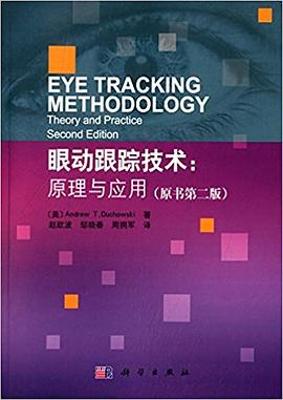 EYE TRACKING
METHODOLOGY
Theory and Practice
Second Edition
眼动跟踪技术：
原理与应用（原书第二版）
〔美〕Andrew T. Duchowski 著
赵歆波 邹晓春 周拥军 译
科学出版社